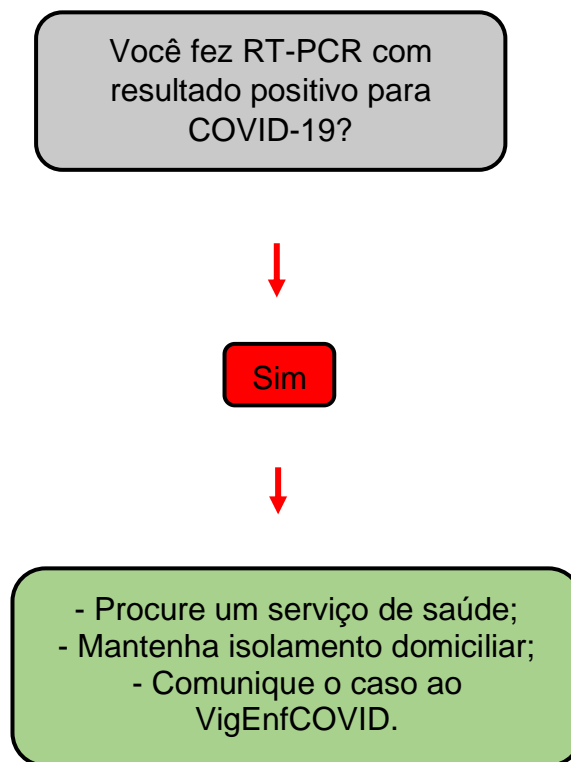 Você fez RT-PCR com
resultado positivo para
COVID-19?
Sim
- Procure um serviço de saúde;
- Mantenha isolamento domiciliar;
- Comunique o caso ao
VigEnfCOVID.